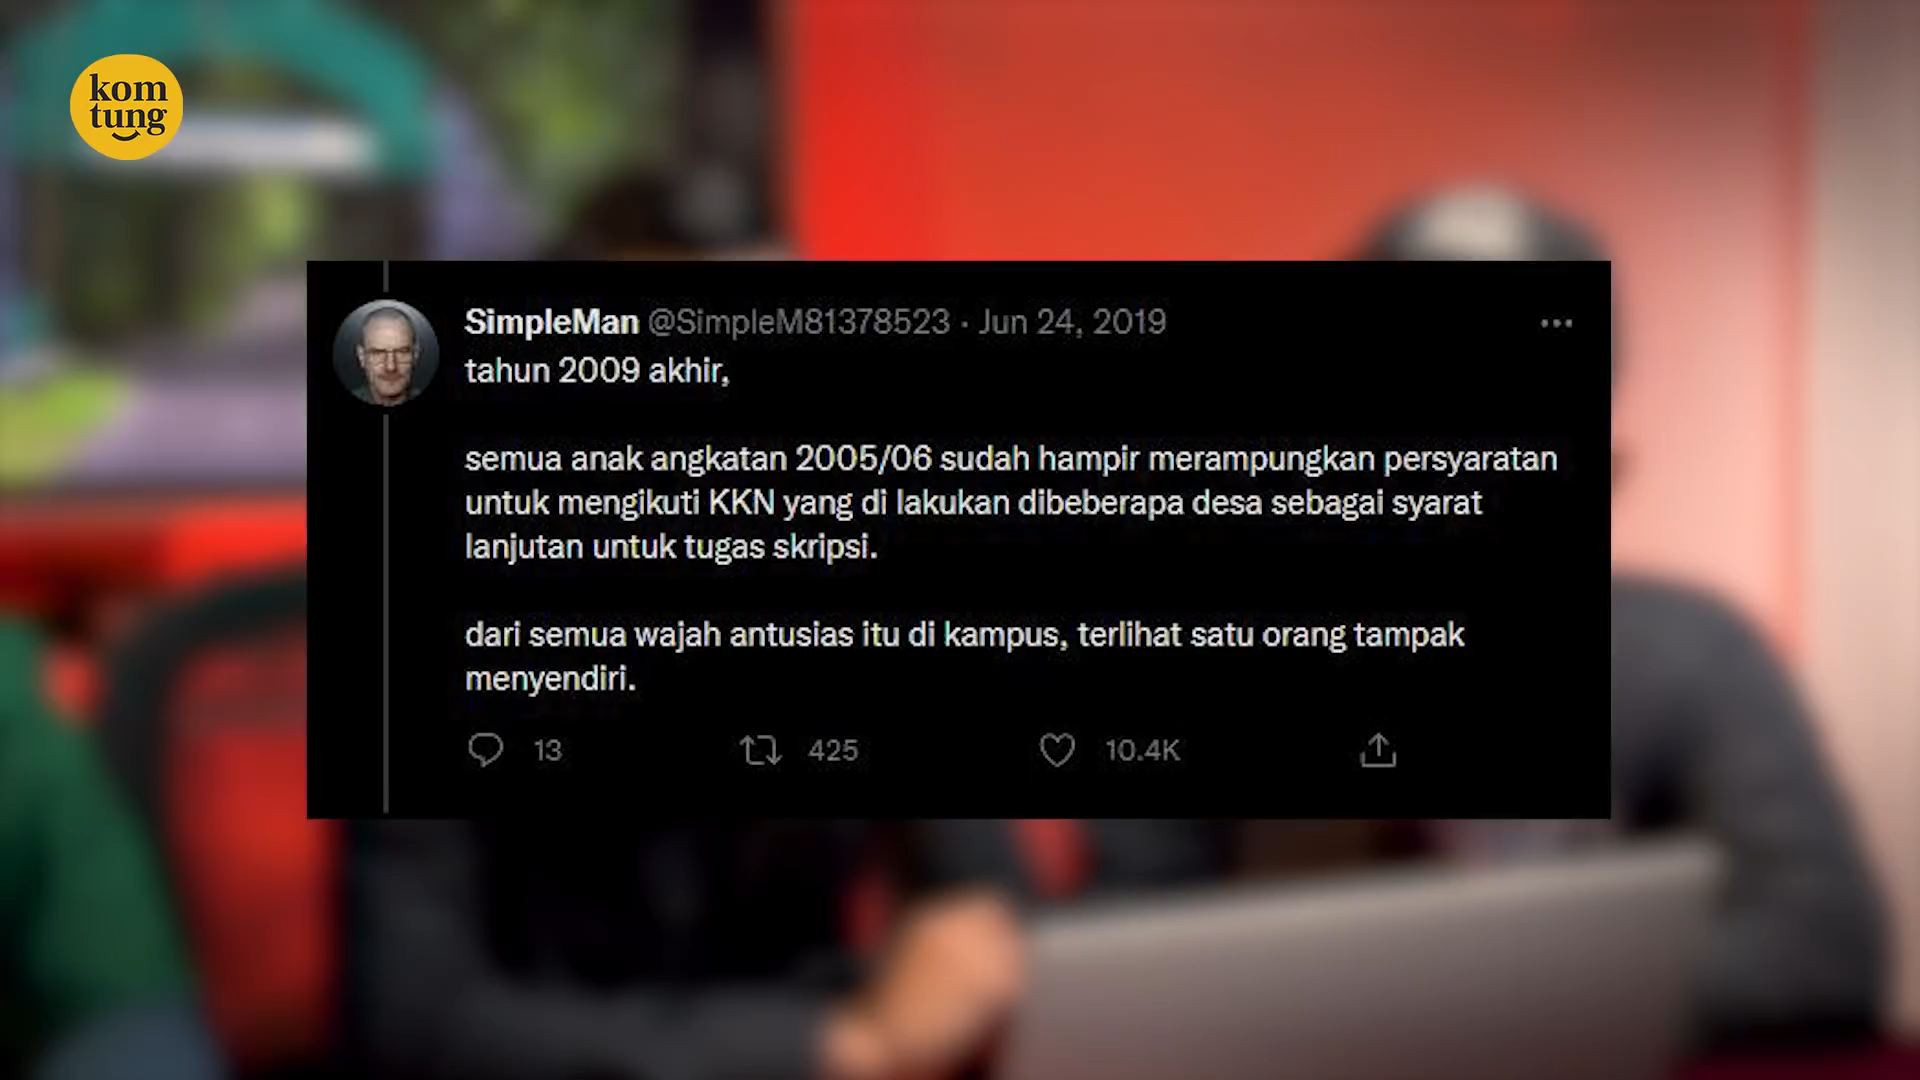 kom
tung
SimpleMan @SimpleM81378523 · Jun 24, 2019
tahun 2009 akhir,
semua anak angkatan 2005/06 sudah hampir merampungkan persyaratan
untuk mengikuti KKN yang di lakukan dibeberapa desa sebagai syarat
lanjutan untuk tugas skripsi.
dari semua wajah antusias itu di kampus, terlihat satu orang tampak
menyendiri.
13 425 10.4K